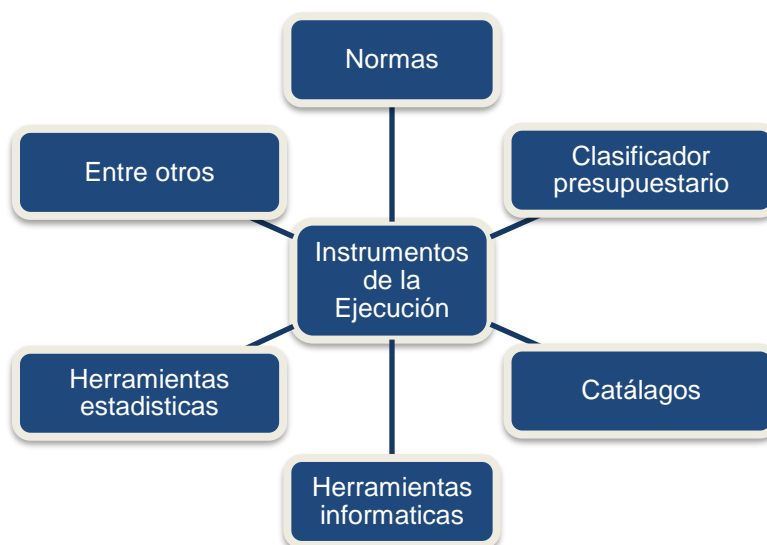 Normas
Entre otros
Clasificador
presupuestario
Instrumentos
de la
Ejecución
Herramientas
estadisticas
Catálagos
Herramientas
informaticas